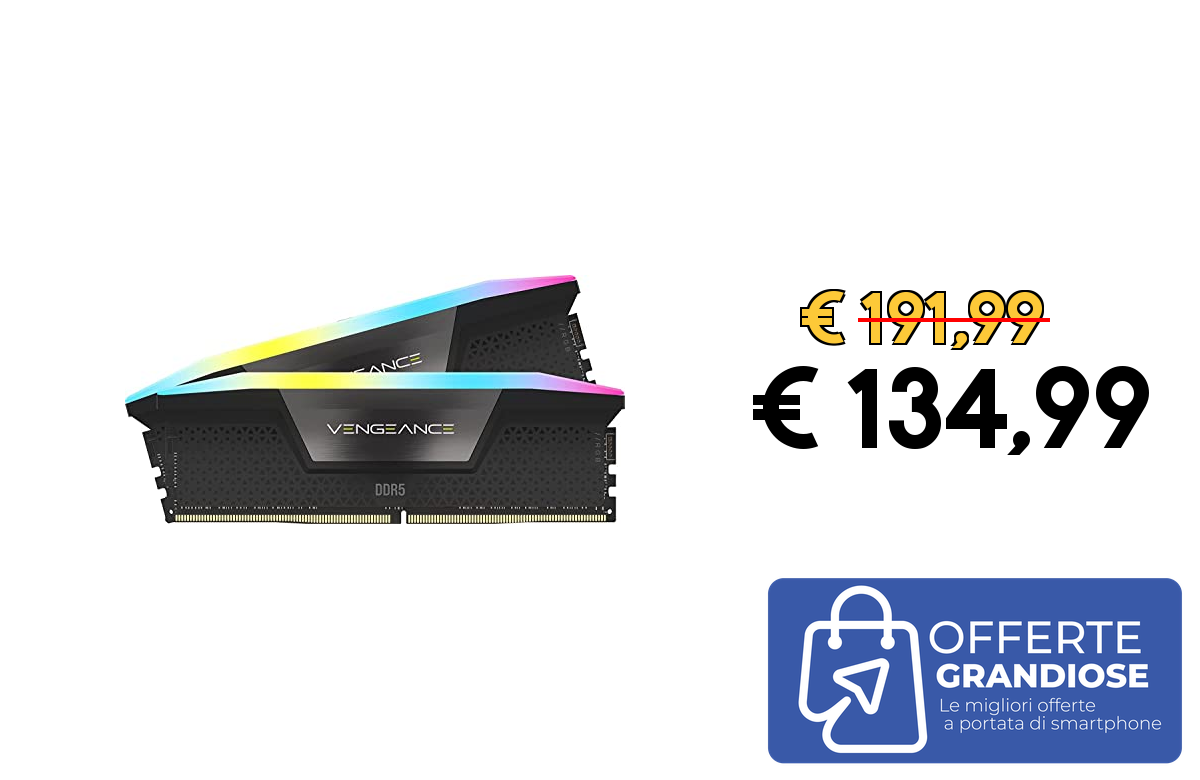 € 191,99
€ 134,99
VENGEANCE
DDR5
OFFERTE
GRANDIOSE
Le migliori offerte
a portata di smartphone